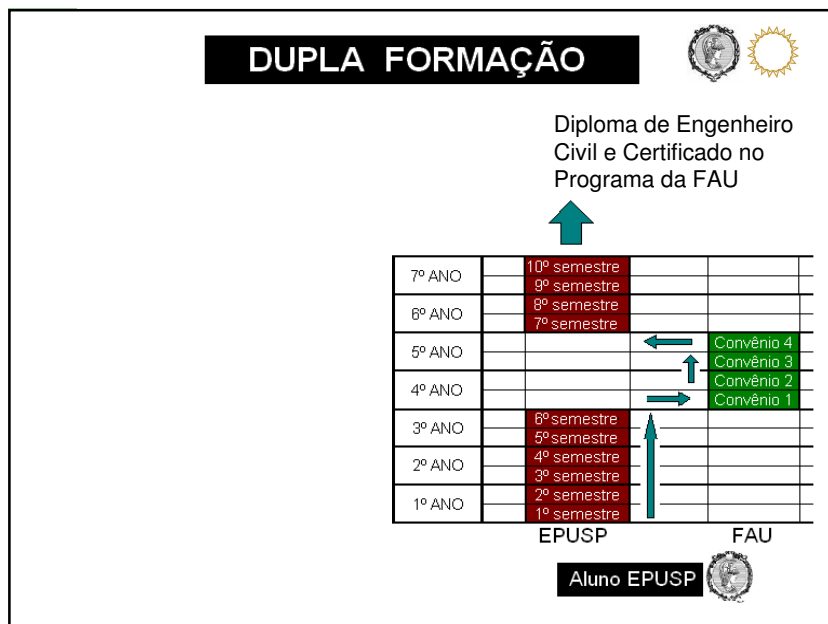 DUPLA FORMAÇÃO
Diploma de Engenheiro
Civil e Certificado no
Programa da FAU
7º ANO
10º semestre
9º semestre
6º ANO
8º semestre
7º semestre
5º ANO
Convênio 4
Convênio 3
4º ANO
Convênio 2
Convênio 1
3º ANO
6º semestre
5º semestre
2º ANO
4º semestre
3º semestre
1º ANO
2º semestre
1º semestre
EPUSP FAU
Aluno EPUSP